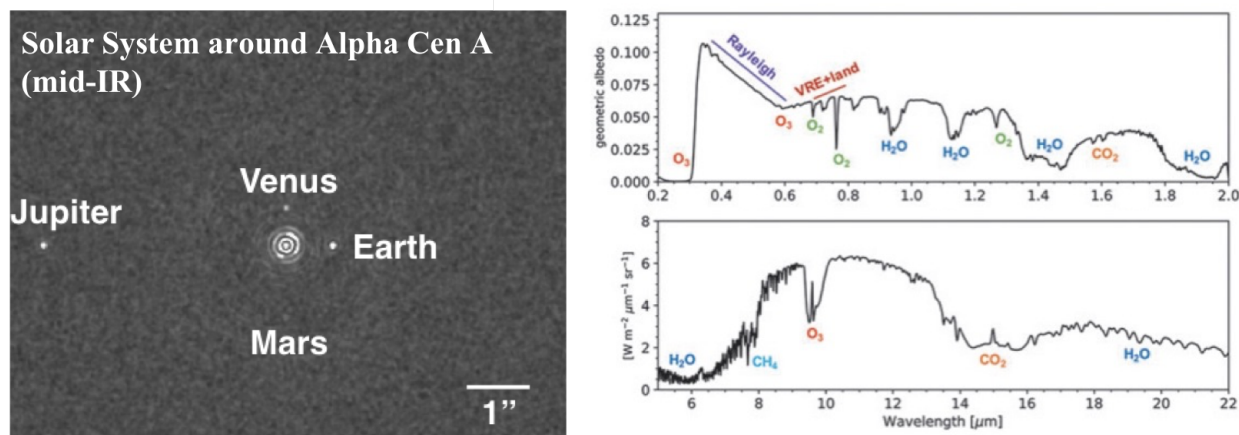 Solar System around Alpha Cen A
(mid-IR)
Venus
Jupiter
Earth
Mars
1”
geometric albedo
0.125
0.100
0.075
0.050
0.025
0.000
Rayleigh
VRE+land
O3
O3
O2
O2
H2O
H2O
O2
H2O
CO2
H2O
0.2 0.4 0.6 0.8 1.0 1.2 1.4 1.6 1.8 2.0
[W m⁻² μm⁻¹ sr⁻¹]
8
6
4
2
0
H2O
CH4
O3
CO2
H2O
6 8 10 12 14 16 18 20 22
Wavelength [μm]